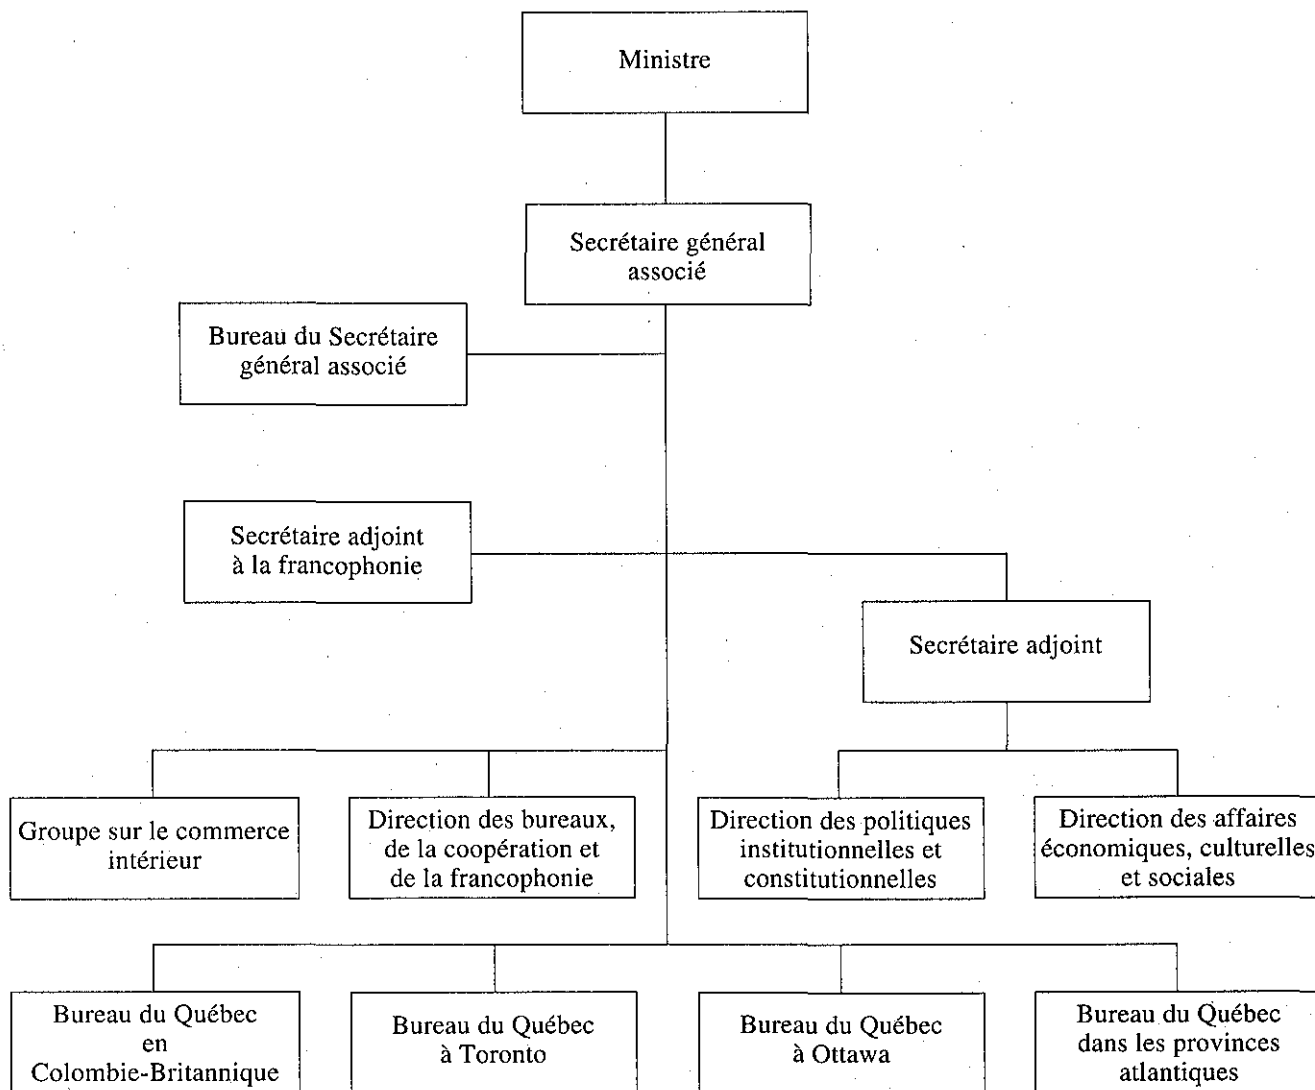 Ministre
Secrétaire général
associé
Bureau du Secrétaire
général associé
Secrétaire adjoint
à la francophonie
Secrétaire adjoint
Groupe sur le commerce
intérieur
Direction des bureaux,
de la coopération et
de la francophonie
Direction des politiques
institutionnelles et
constitutionnelles
Direction des affaires
économiques, culturelles
et sociales
Bureau du Québec
en
Colombie-Britannique
Bureau du Québec
à Toronto
Bureau du Québec
à Ottawa
Bureau du Québec
dans les provinces
atlantiques